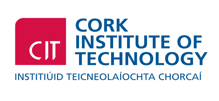 CIT
CORK
INSTITUTE OF
TECHNOLOGY
INSTITIÚID TEICNEOLAÍOCHTA CHORCAÍ